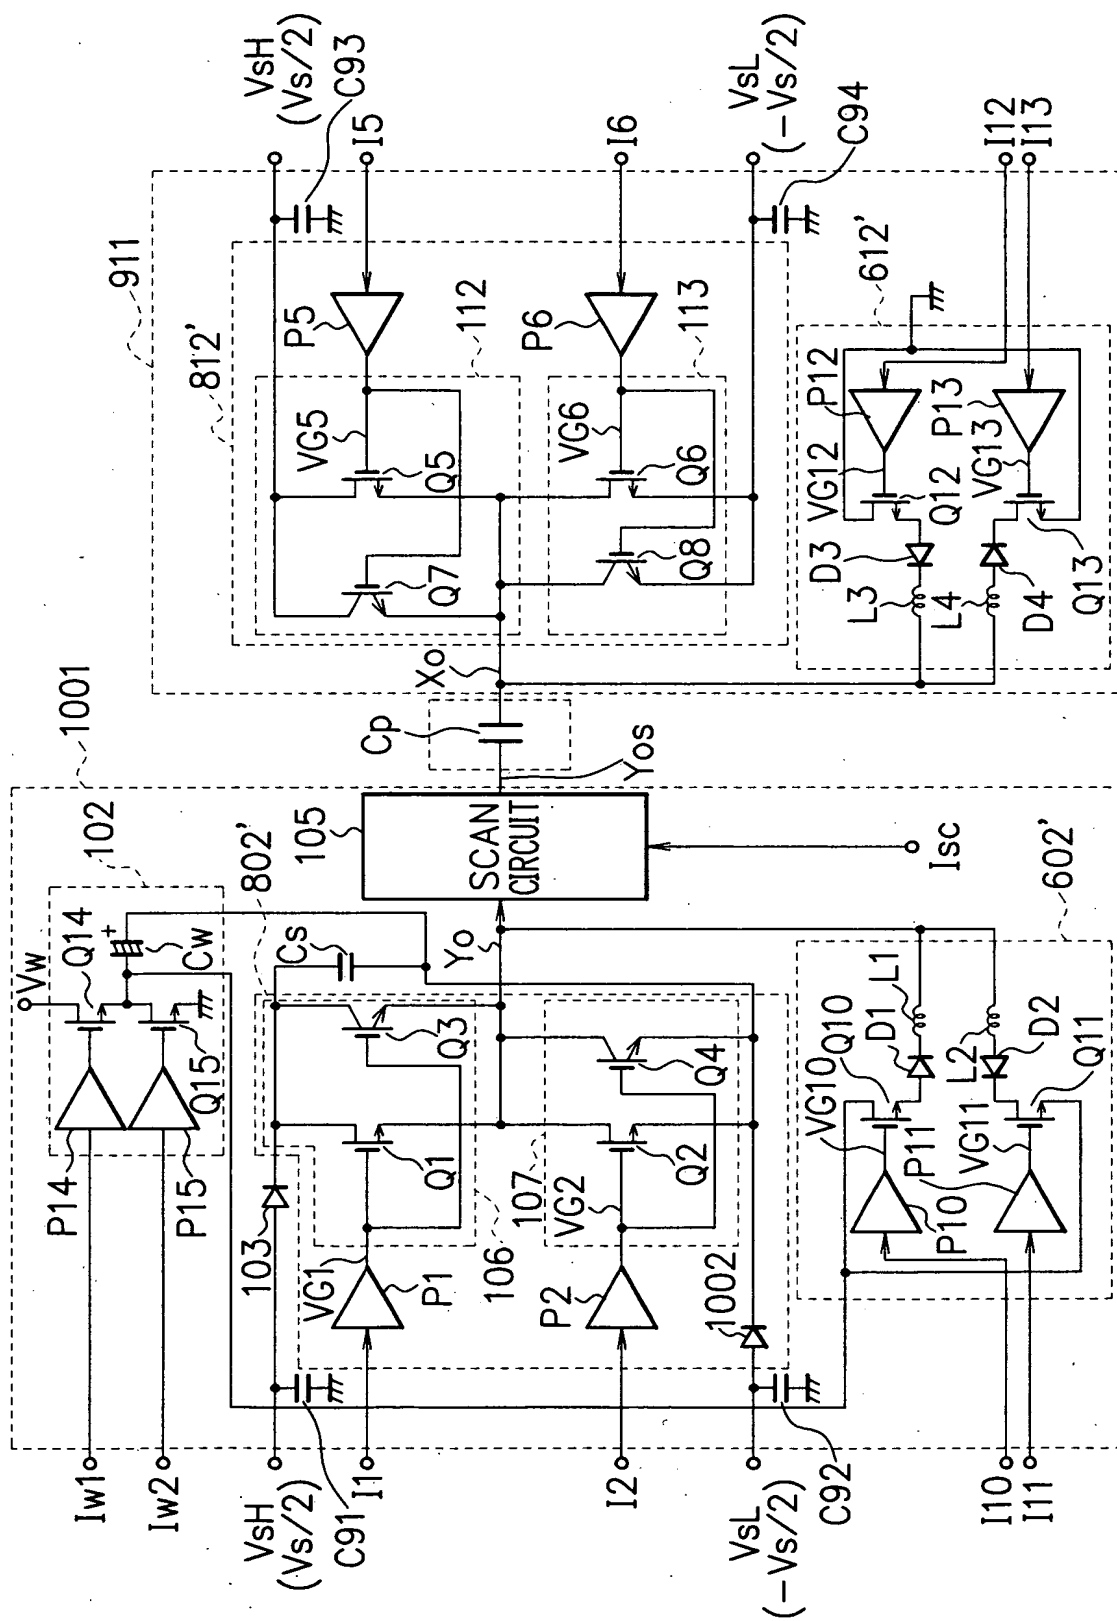 1001
911
Vw
102
Q14
+
Cw
Q15
P14
P15
Iw1
Iw2
VsH
(Vs/2)
C91
I1
I2
VsL
(-Vs/2)
C92
I10
I11
103
VG1
P1
106
Q1
Q3
802'
Cs
105
SCAN
CIRCUIT
Yo
Yos
Isc
107
VG2
P2
Q2
Q4
1002
602'
VG10
Q10
D1
L1
P10
P11
VG11
L2
D2
Q11
Cp
Xo
812'
112
P5
VG5
Q5
Q7
113
P6
VG6
Q6
Q8
VsH
(Vs/2)
C93
I5
I6
VsL
(-Vs/2)
C94
I12
I13
612'
P12
VG12
Q12
D3
L3
P13
VG13
L4
D4
Q13